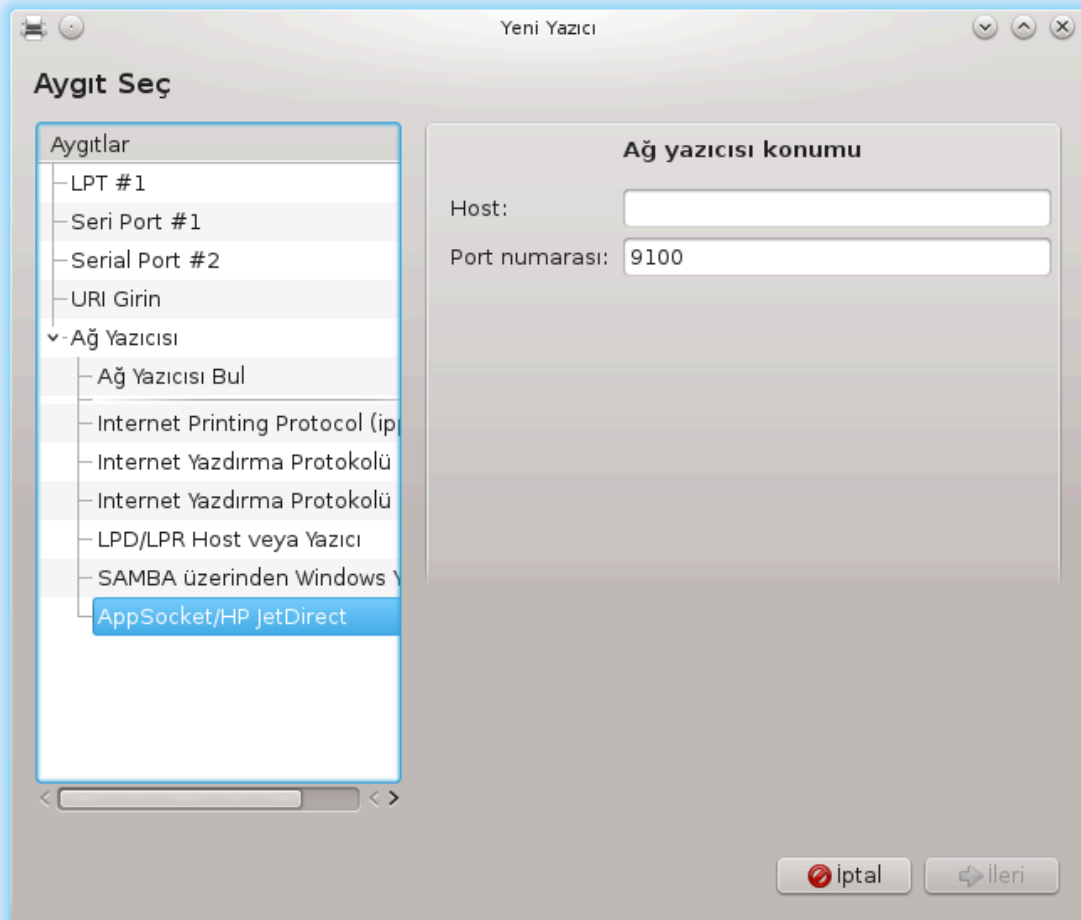 Yeni Yazıcı
Aygıt Seç
Aygıtlar
LPT #1
Seri Port #1
Serial Port #2
URI Girin
Ağ Yazıcısı
Ağ Yazıcısı Bul
Internet Printing Protocol
Internet Yazdırma Protokolü
Internet Yazdırma Protokolü
LPD/LPR Host veya Yazıcı
SAMBA üzerinden Windows
AppSocket/HP JetDirect
Ağ yazıcısı konumu
Host:
Port numarası: 9100
İptal
İleri